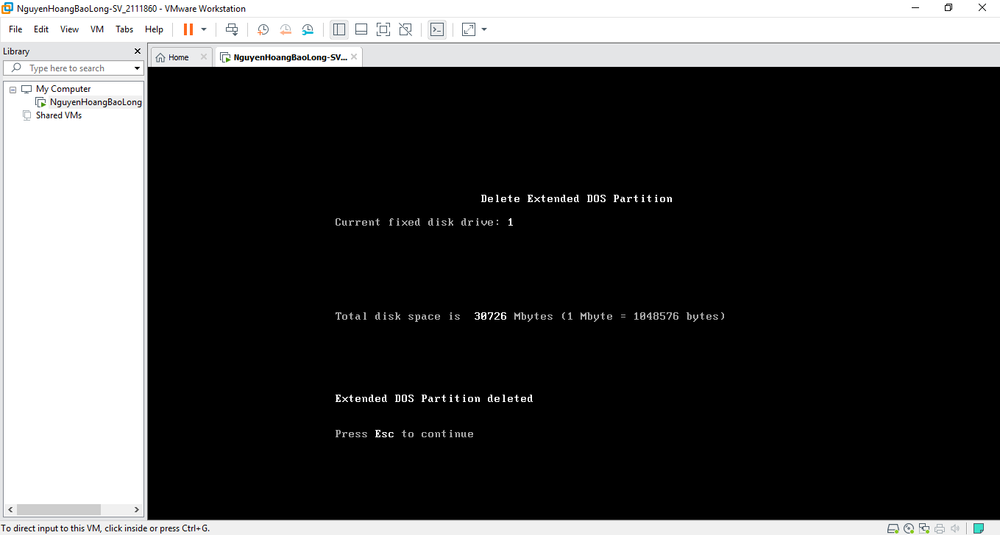 NguyenHoangBaoLong-SV_2111860 - VMware Workstation
File Edit View VM Tabs Help
Library
Home
NguyenHoangBaoLong-SV...
Type here to search
My Computer
NguyenHoangBaoLong
Shared VMs
Delete Extended DOS Partition
Current fixed disk drive: 1
Total disk space is 30726 Mbytes (1 Mbyte = 1048576 bytes)
Extended DOS Partition deleted
Press Esc to continue
To direct input to this VM, click inside or press Ctrl+G.